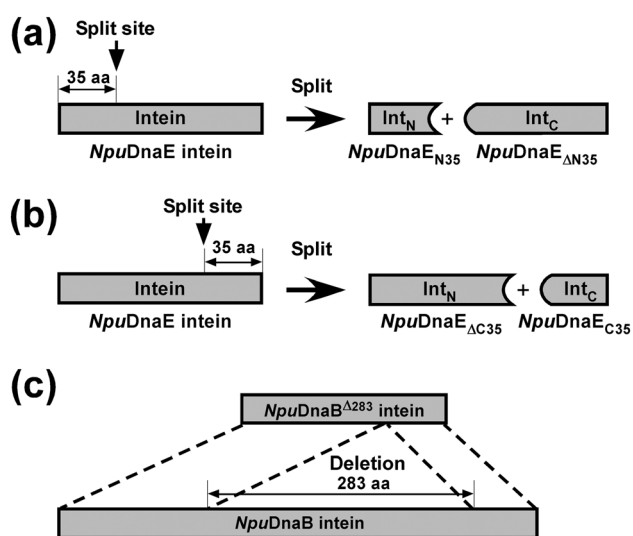 (a)
Split site
35 aa
Intein
NpuDnaE intein
Split
IntN + IntC
NpuDnaEN35 NpuDnaEΔN35
(b)
Split site
35 aa
Intein
NpuDnaE intein
Split
IntN + IntC
NpuDnaEΔC35 NpuDnaEC35
(c)
NpuDnaBΔ283 intein
Deletion
283 aa
NpuDnaB intein